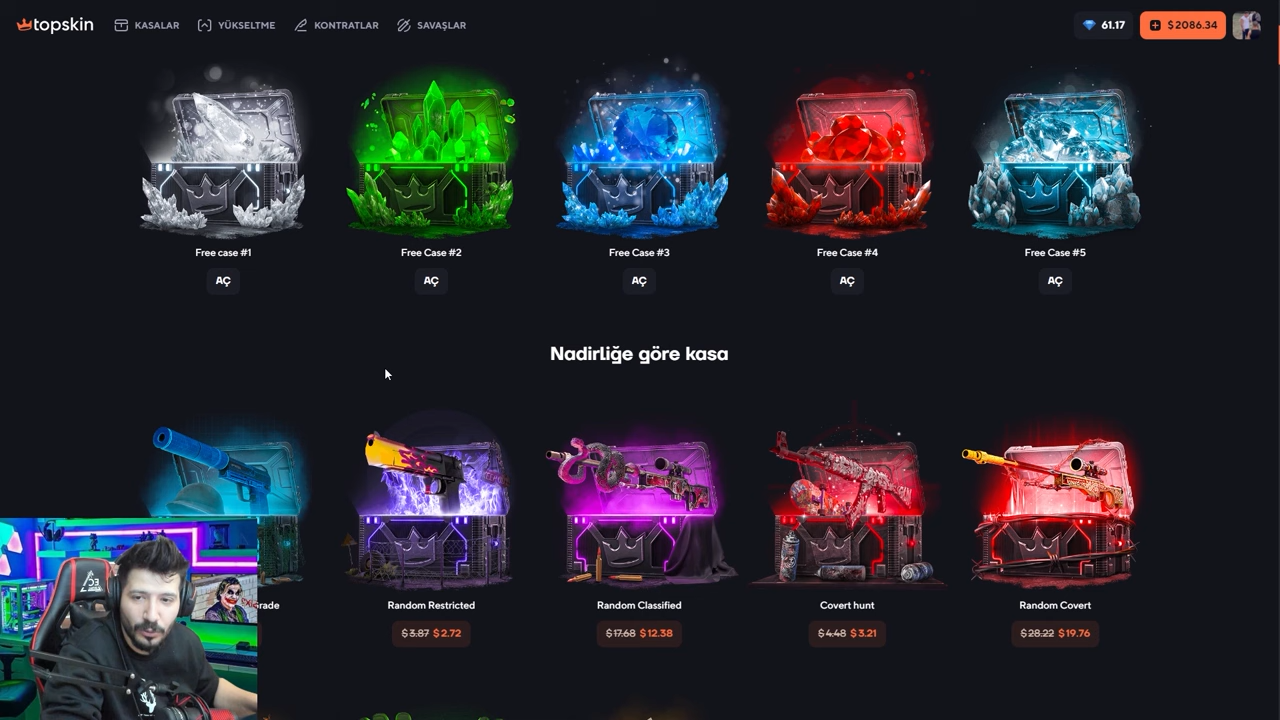 topskin KASALAR YÜKSELTME KONTRATLAR SAVAŞLAR 61.17 $2086.34
Free case #1 Free Case #2 Free Case #3 Free Case #4 Free Case #5
AÇ AÇ AÇ AÇ AÇ
Nadirliğe göre kasa
rade Random Restricted Random Classified Covert hunt Random Covert
$3.87 $2.72 $17.68 $12.38 $4.48 $3.21 $28.22 $19.76